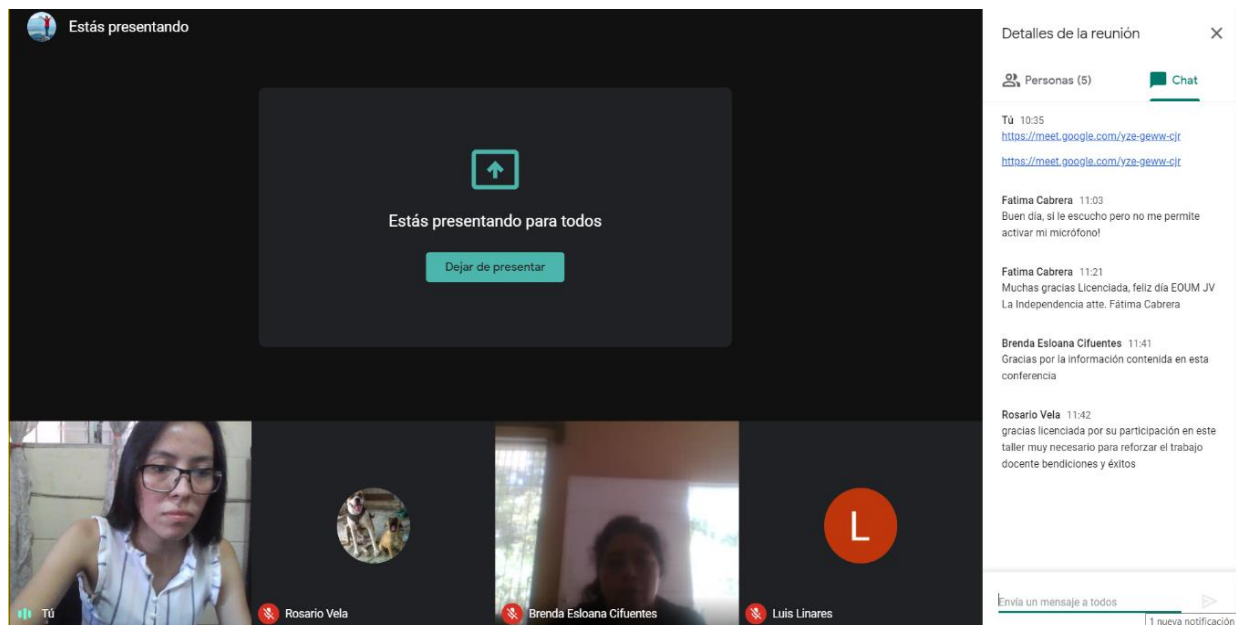 Estás presentando
Estás presentando para todos
Dejar de presentar
Tú
Rosario Vela
Brenda Esloana Cifuentes
L
Luis Linares
Detalles de la reunión
Personas (5)
Chat
Tú 10:35
https://meet.google.com/yze-geww-cjr
https://meet.google.com/yze-geww-cjr
Fatima Cabrera 11:03
Buen día, si le escucho pero no me permite
activar mi micrófono!
Fatima Cabrera 11:21
Muchas gracias Licenciada, feliz día EOUM JV
La Independencia atte. Fátima Cabrera
Brenda Esloana Cifuentes 11:41
Gracias por la información contenida en esta
conferencia
Rosario Vela 11:42
gracias licenciada por su participación en este
taller muy necesario para reforzar el trabajo
docente bendiciones y éxitos
Envía un mensaje a todos
1 nueva notificación